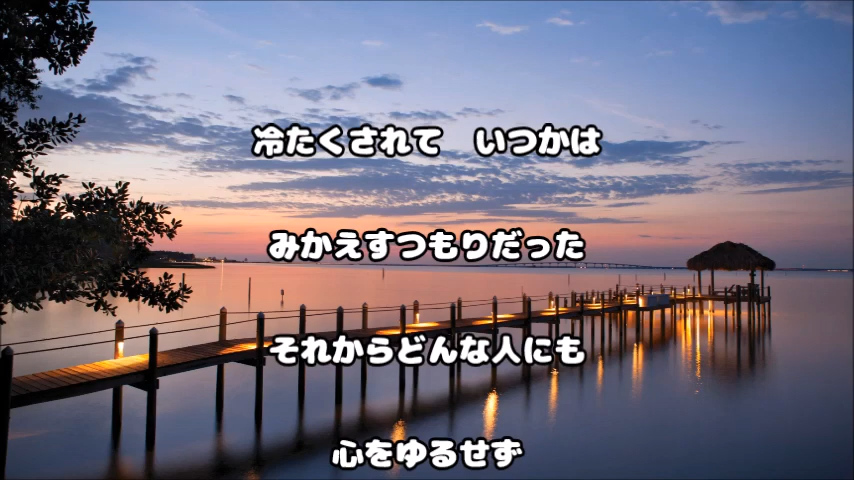 冷たくされて　いつかは
みかえすつもりだった
それからどんな人にも
心をゆるせず